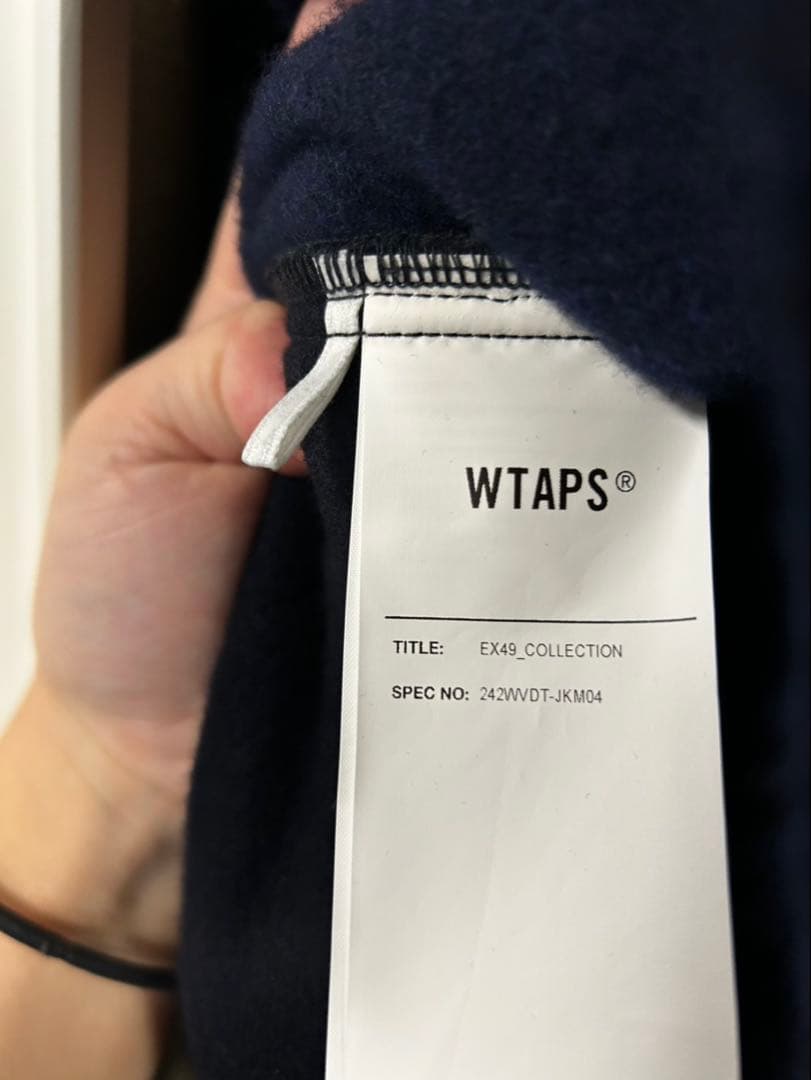 WTAPS®
TITLE: EX49_COLLECTION
SPEC NO: 242WVDT-JKM04